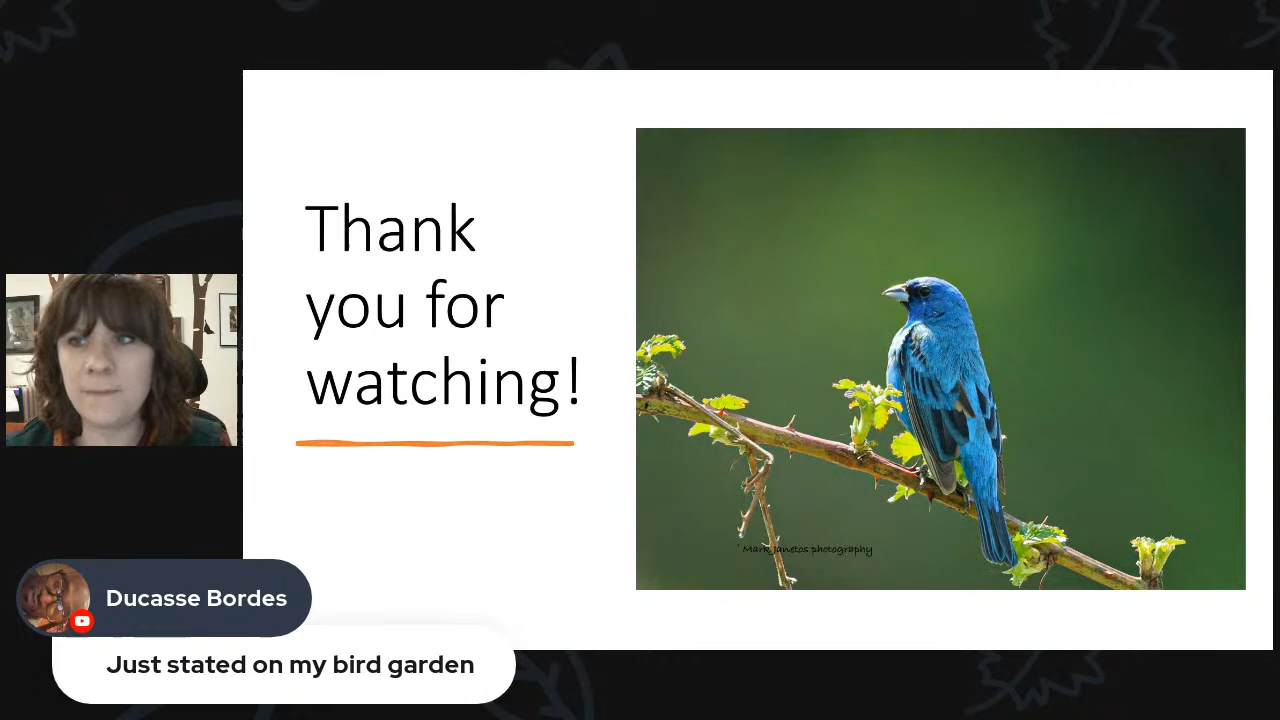 Thank
you for
watching!
Mark Janetos photography
Ducasse Bordes
Just stated on my bird garden